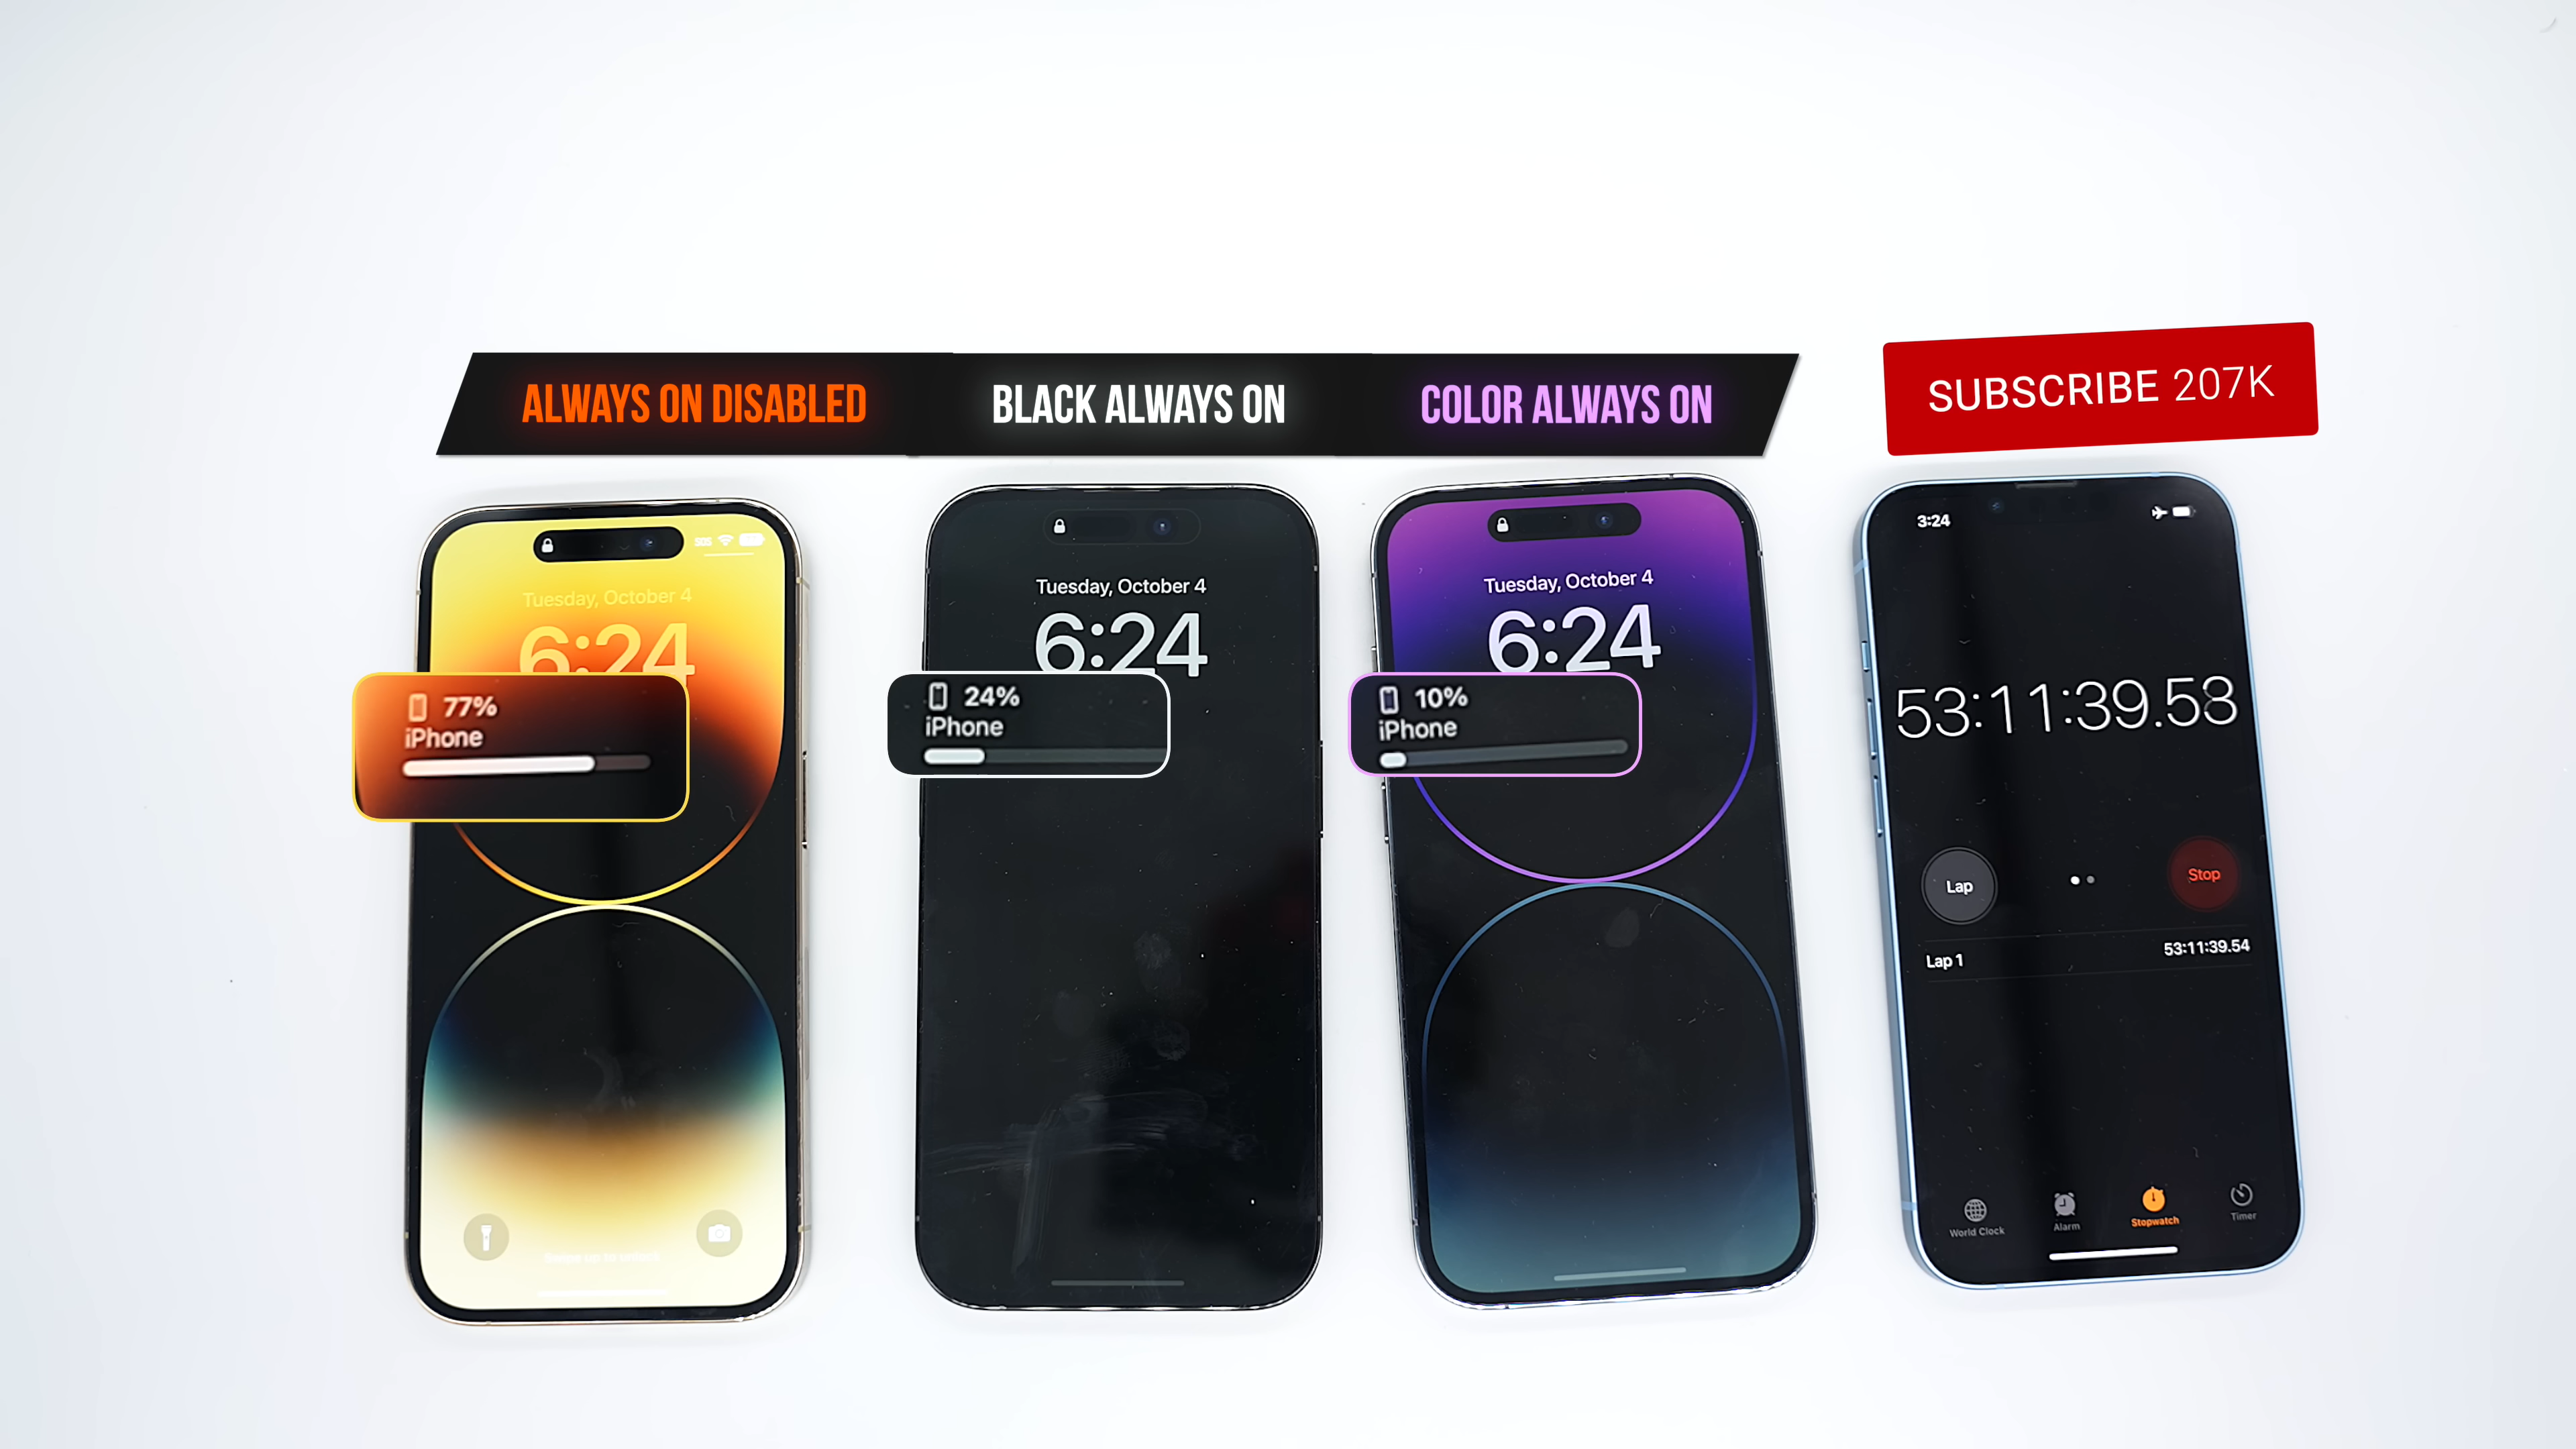 ALWAYS ON DISABLED
BLACK ALWAYS ON
COLOR ALWAYS ON
SUBSCRIBE 207K
SOS
Tuesday, October 4
6:24
77%
iPhone
Tuesday, October 4
6:24
24%
iPhone
Tuesday, October 4
6:24
10%
iPhone
3:24
53:11:39.53
Lap
Stop
Lap 1
53:11:39.54
World Clock
Alarm
Stopwatch
Timer